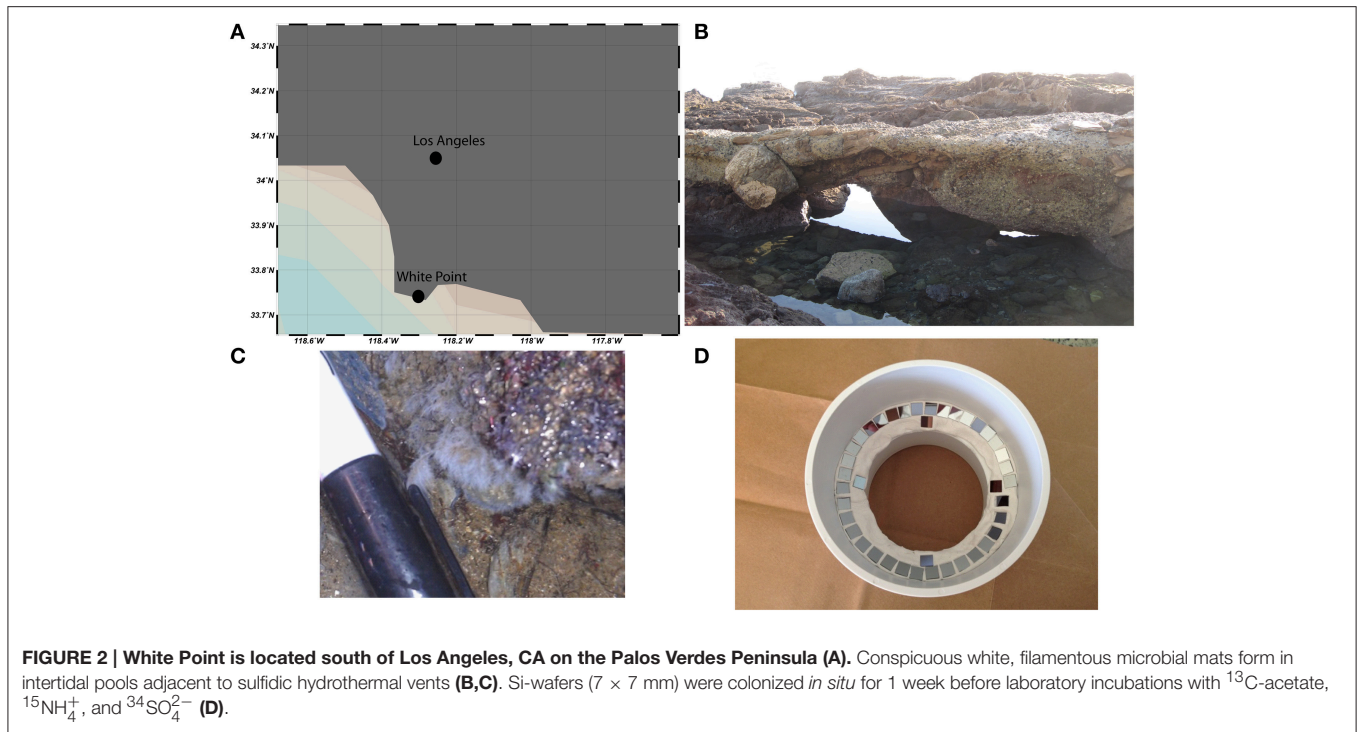 A
B
34.3°N
34.2°N
34.1°N
Los Angeles
34°N
33.9°N
33.8°N
White Point
33.7°N
118.6°W 118.4°W 118.2°W 118°W 117.8°W
C
D
FIGURE 2 | White Point is located south of Los Angeles, CA on the Palos Verdes Peninsula (A). Conspicuous white, filamentous microbial mats form in
intertidal pools adjacent to sulfidic hydrothermal vents (B,C). Si-wafers (7 × 7 mm) were colonized in situ for 1 week before laboratory incubations with ¹³C-acetate,
¹⁵NH₄⁺, and ³⁴SO₄²⁻ (D).